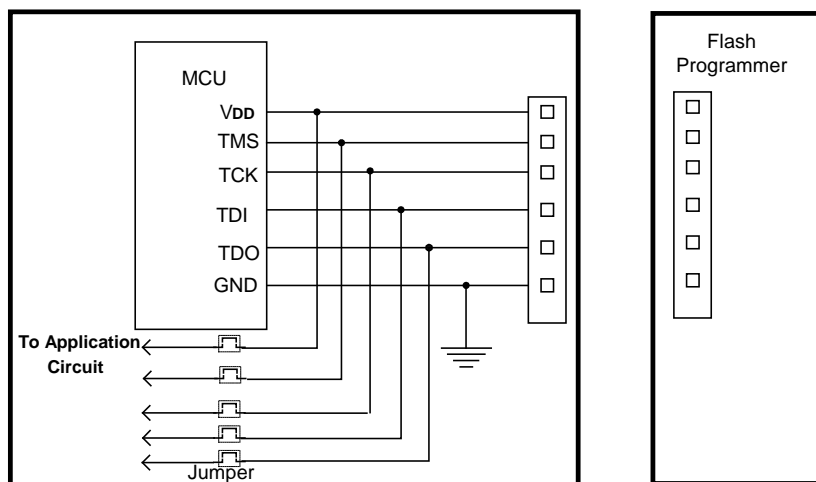 MCU
VDD
TMS
TCK
TDI
TDO
GND
To Application
Circuit
Jumper
Flash
Programmer